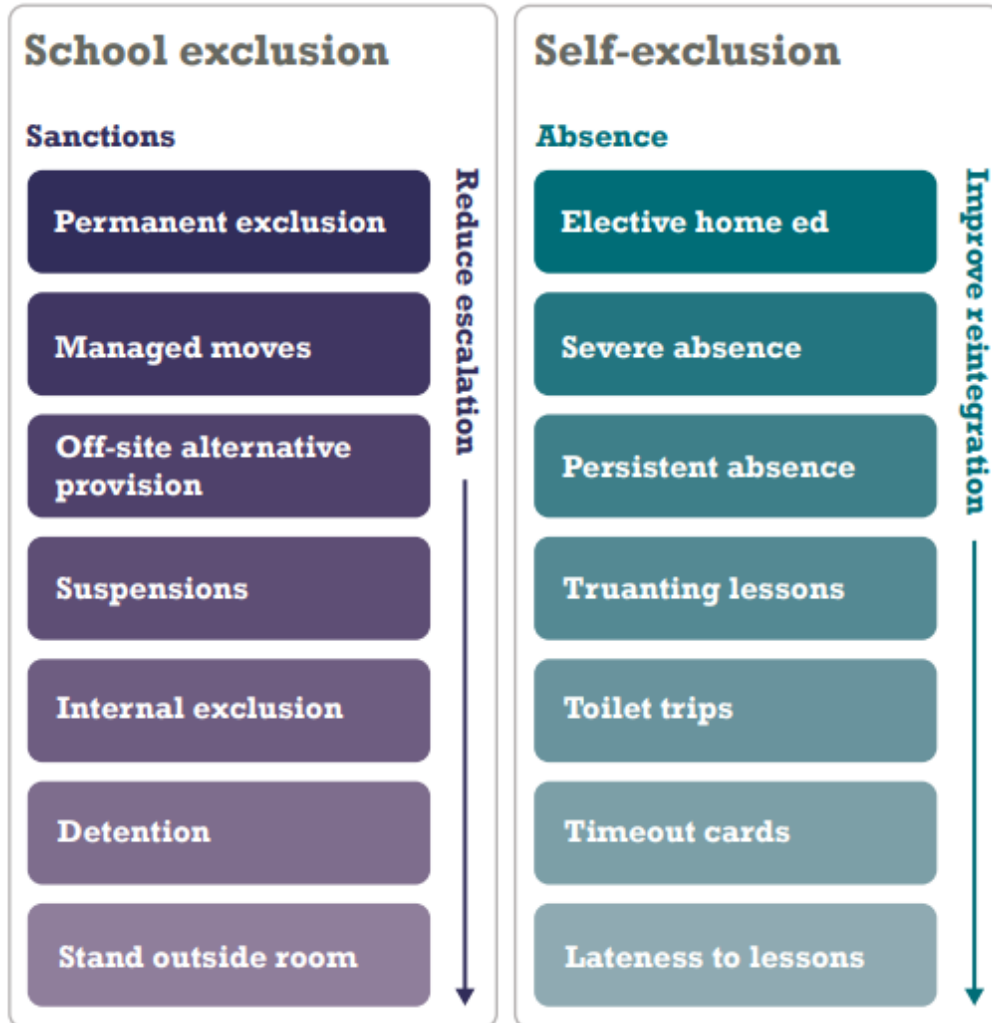 School exclusion
Sanctions
Permanent exclusion
Managed moves
Off-site alternative
provision
Suspensions
Internal exclusion
Detention
Stand outside room
Reduce escalation
Self-exclusion
Absence
Elective home ed
Severe absence
Persistent absence
Truanting lessons
Toilet trips
Timeout cards
Lateness to lessons
Improve reintegration